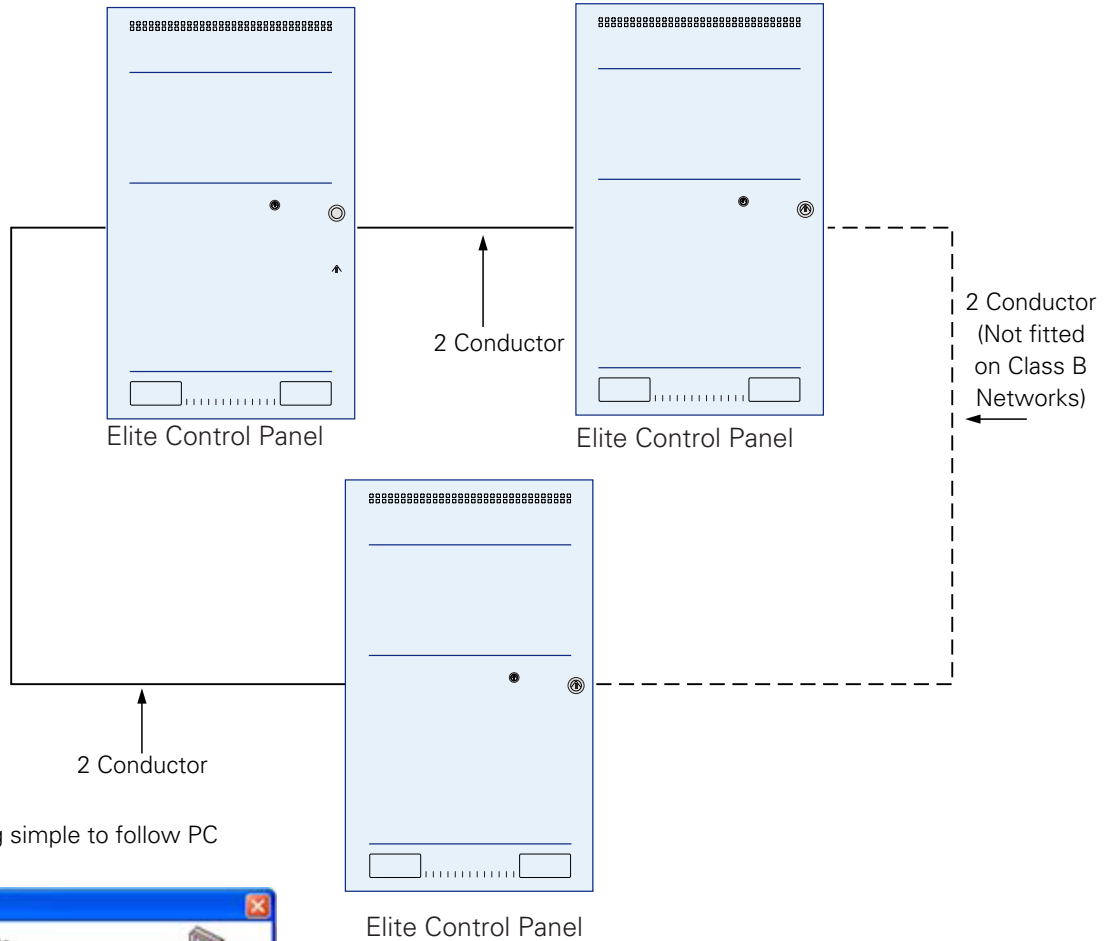 2 Conductor
2 Conductor
(Not fitted
on Class B
Networks)
Elite Control Panel
Elite Control Panel
2 Conductor
simple to follow PC
Elite Control Panel